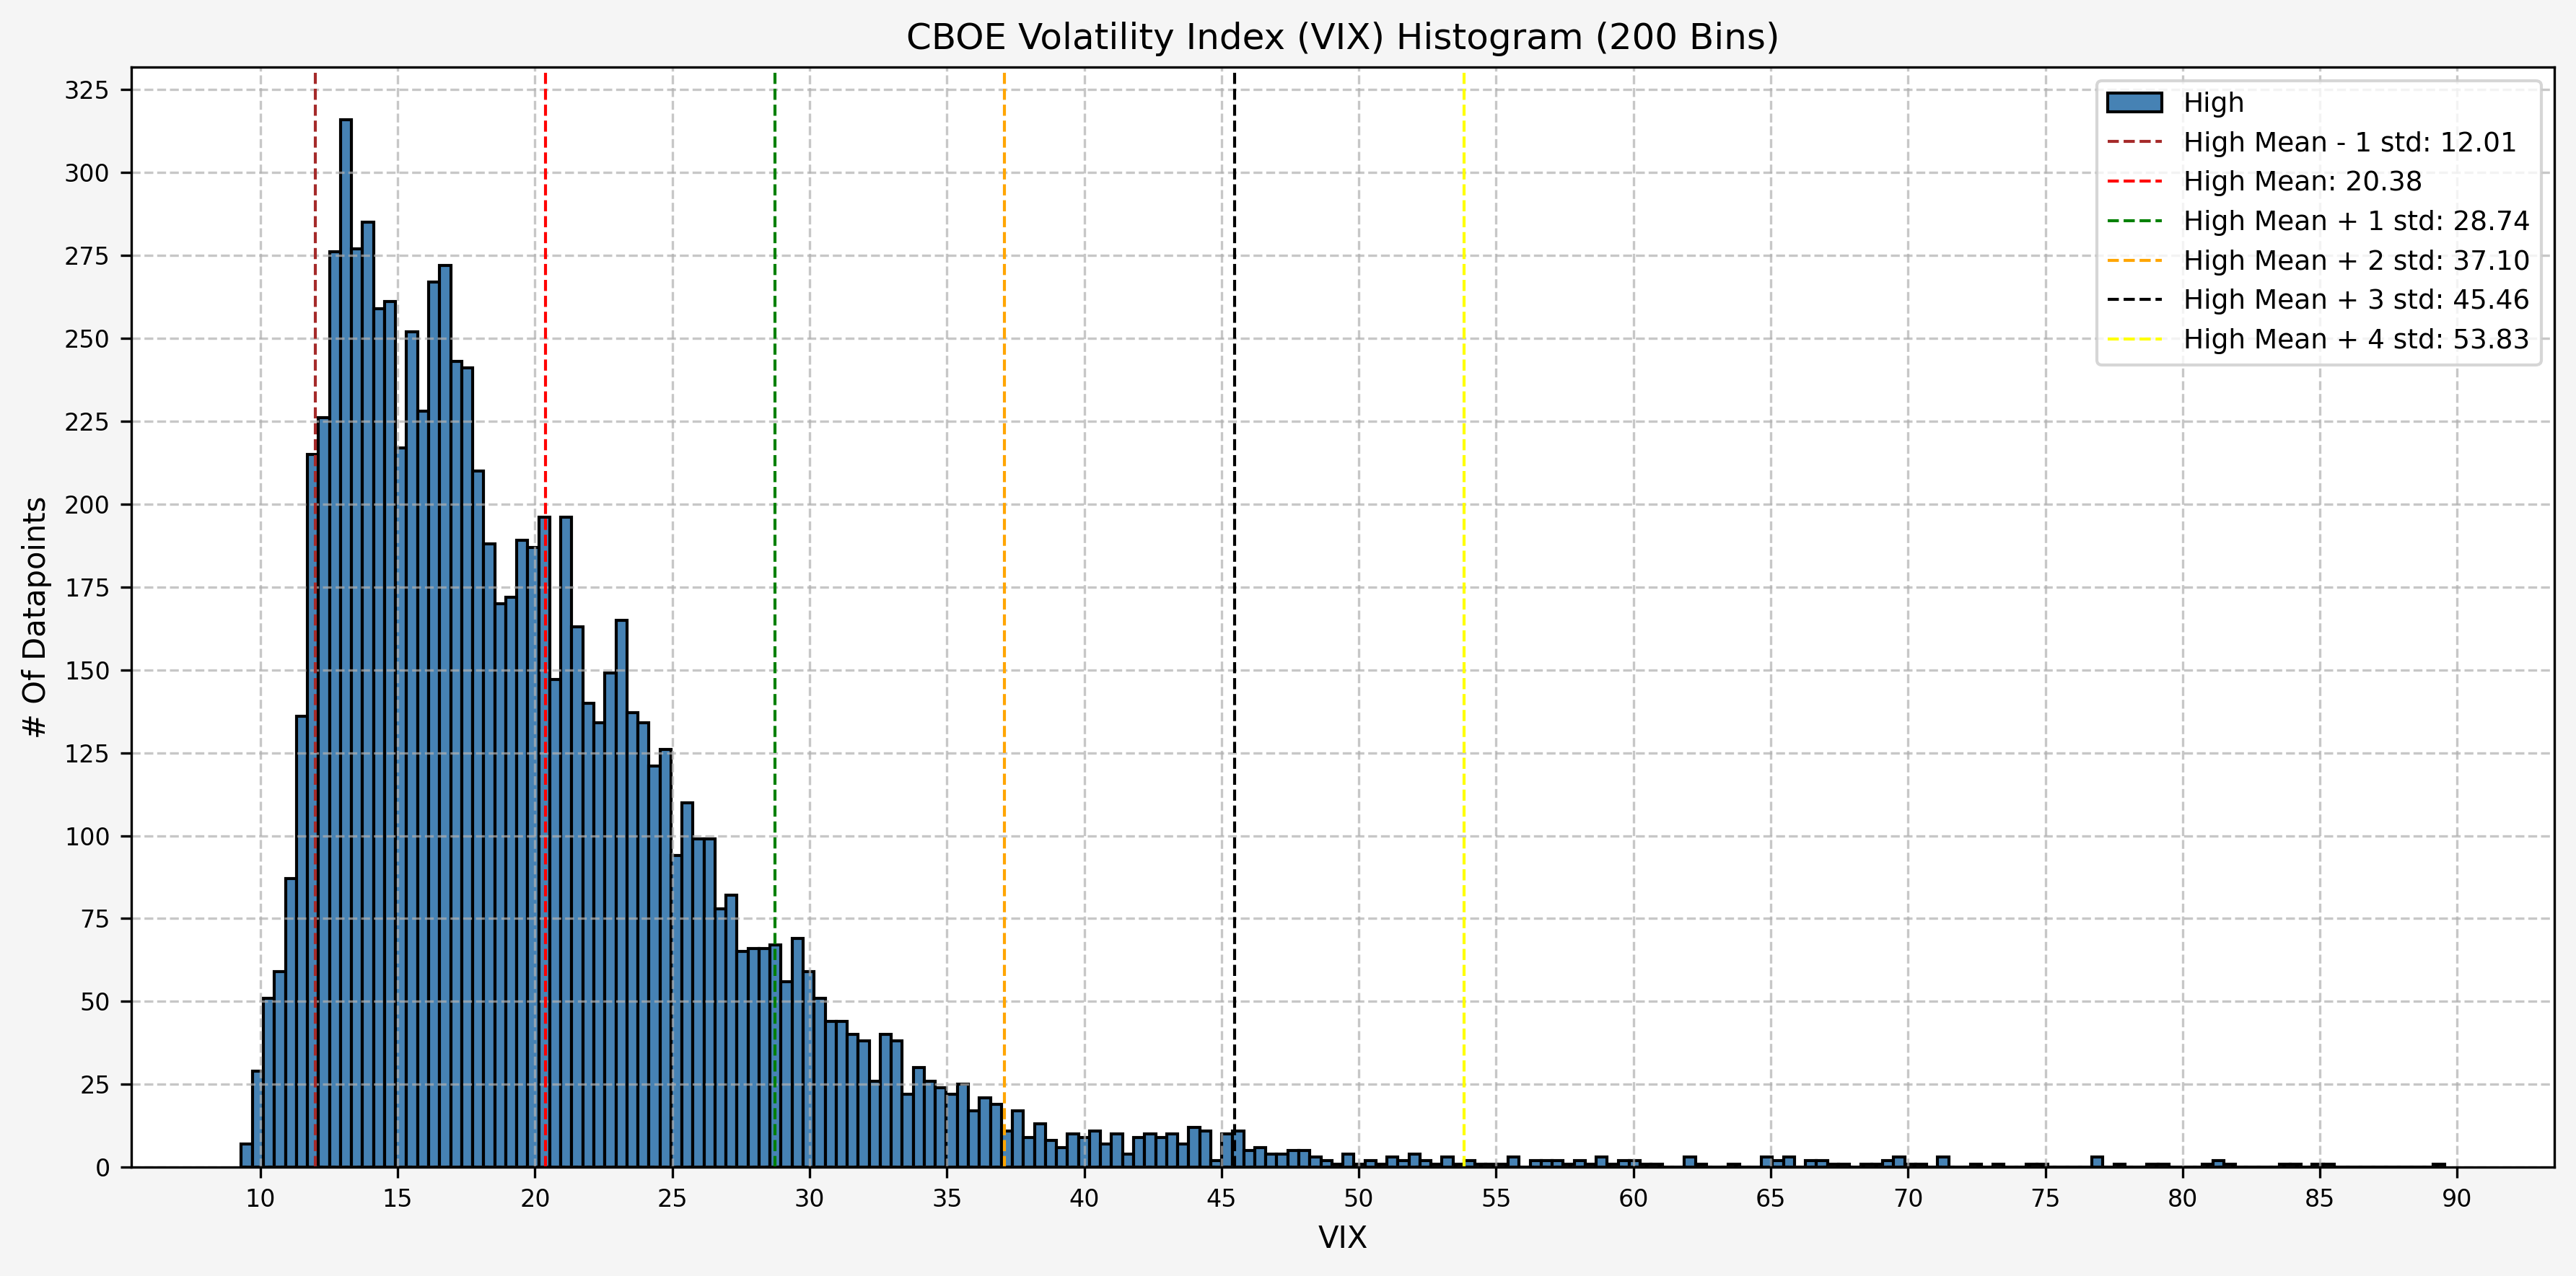 CBOE Volatility Index (VIX) Histogram (200 Bins)
High
High Mean - 1 std: 12.01
High Mean: 20.38
High Mean + 1 std: 28.74
High Mean + 2 std: 37.10
High Mean + 3 std: 45.46
High Mean + 4 std: 53.83
# Of Datapoints
325
300
275
250
225
200
175
150
125
100
75
50
25
0
10 15 20 25 30 35 40 45 50 55 60 65 70 75 80 85 90
VIX